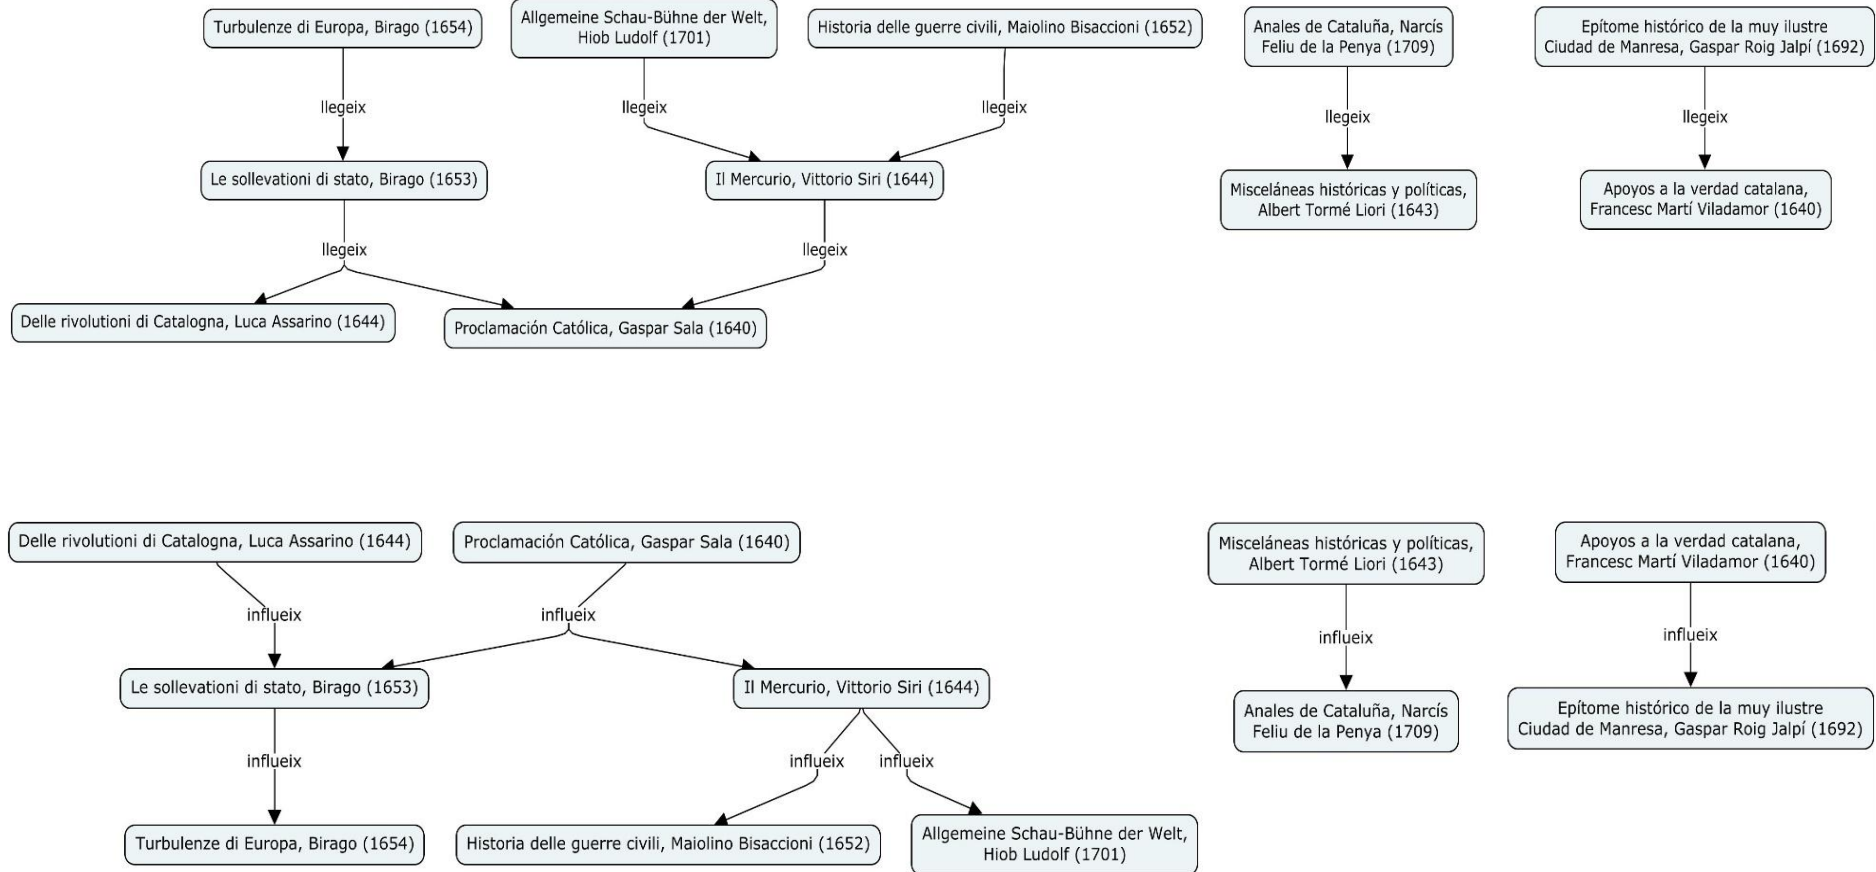 Turbulenze di Europa, Birago (1654)
Allgemeine Schau-Bühne der Welt,
Hiob Ludolf (1701)
Historia delle guerre civili, Maiolino Bisaccioni (1652)
Anales de Cataluña, Narcís
Feliu de la Penya (1709)
Epítome histórico de la muy ilustre
Ciudad de Manresa, Gaspar Roig Jalpí (1692)
llegeix
llegeix
llegeix
llegeix
llegeix
Le sollevationi di stato, Birago (1653)
Il Mercurio, Vittorio Siri (1644)
Misceláneas históricas y políticas,
Albert Tormé Liori (1643)
Apoyos a la verdad catalana,
Francesc Martí Viladamor (1640)
llegeix
llegeix
Delle rivolutioni di Catalogna, Luca Assarino (1644)
Proclamación Católica, Gaspar Sala (1640)
Delle rivolutioni di Catalogna, Luca Assarino (1644)
Proclamación Católica, Gaspar Sala (1640)
Misceláneas históricas y políticas,
Albert Tormé Liori (1643)
Apoyos a la verdad catalana,
Francesc Martí Viladamor (1640)
influeix
influeix
influeix
influeix
Le sollevationi di stato, Birago (1653)
Il Mercurio, Vittorio Siri (1644)
Anales de Cataluña, Narcís
Feliu de la Penya (1709)
Epítome histórico de la muy ilustre
Ciudad de Manresa, Gaspar Roig Jalpí (1692)
influeix
influeix
influeix
Turbulenze di Europa, Birago (1654)
Historia delle guerre civili, Maiolino Bisaccioni (1652)
Allgemeine Schau-Bühne der Welt,
Hiob Ludolf (1701)